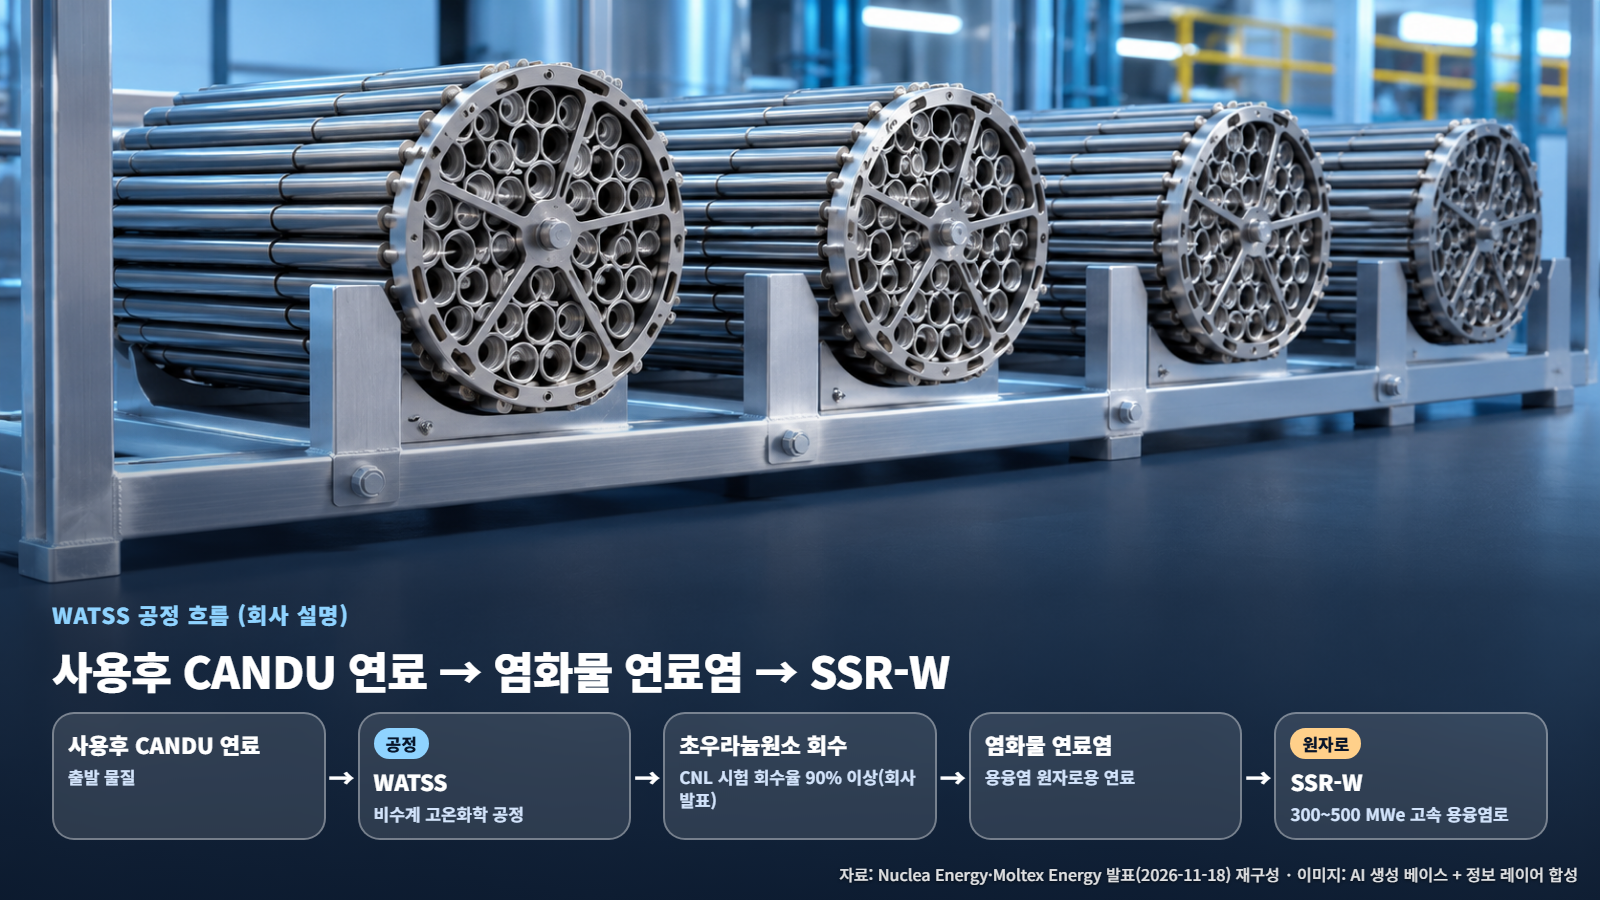 WATSS 공정 흐름 (회사 설명)
사용후 CANDU 연료 → 염화물 연료염 → SSR-W
사용후 CANDU 연료
출발 물질
→
공정
WATSS
비수계 고온화학 공정
→
초우라늄원소 회수
CNL 시험 회수율 90% 이상(회사
발표)
→
염화물 연료염
용융염 원자로용 연료
→
원자로
SSR-W
300~500 MWe 고속 용융염로
자료: Nuclea Energy·Moltex Energy 발표(2026-11-18) 재구성 · 이미지: AI 생성 베이스 + 정보 레이어 합성